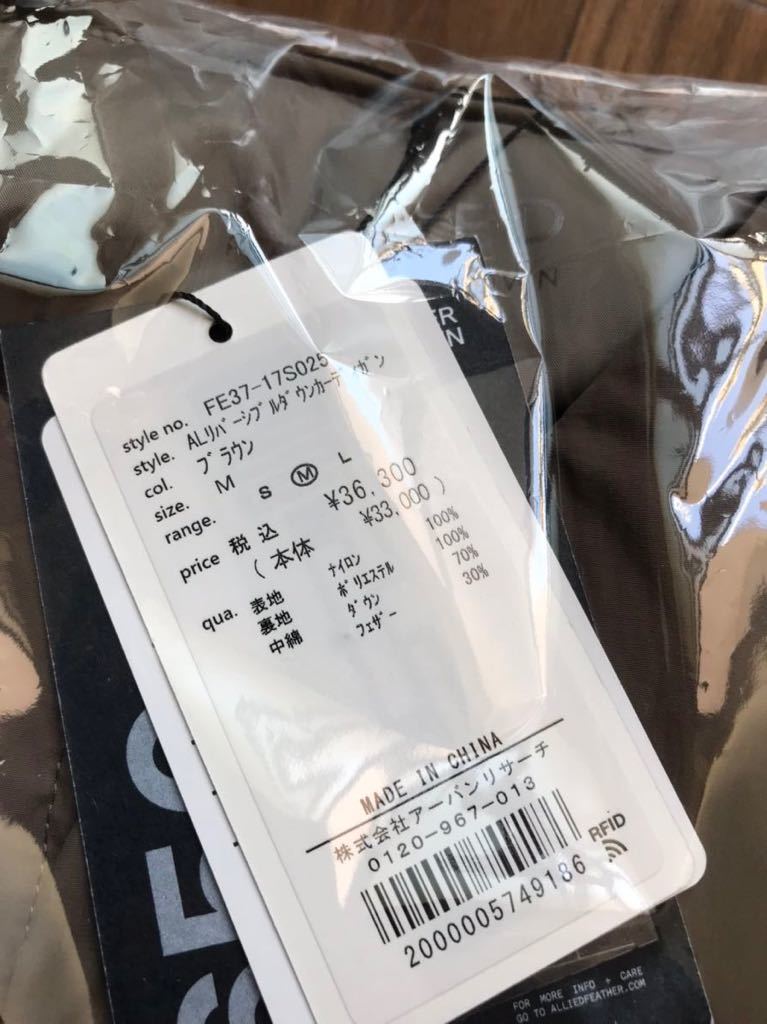 style no. FE37-17S025
style. ALリバーシブルダウンカーディガン
col. ブラウン
size. M
range. S M L
price 税込 ¥36,300
(本体 ¥33,000)
qua. 表地 ナイロン 100%
裏地 ポリエステル 100%
中綿 ダウン 70%
フェザー 30%
MADE IN CHINA
株式会社アーバンリサーチ
0120-967-013
2000005749186
RFID
FOR MORE INFO + CARE
GO TO ALLIEDFEATHER.COM